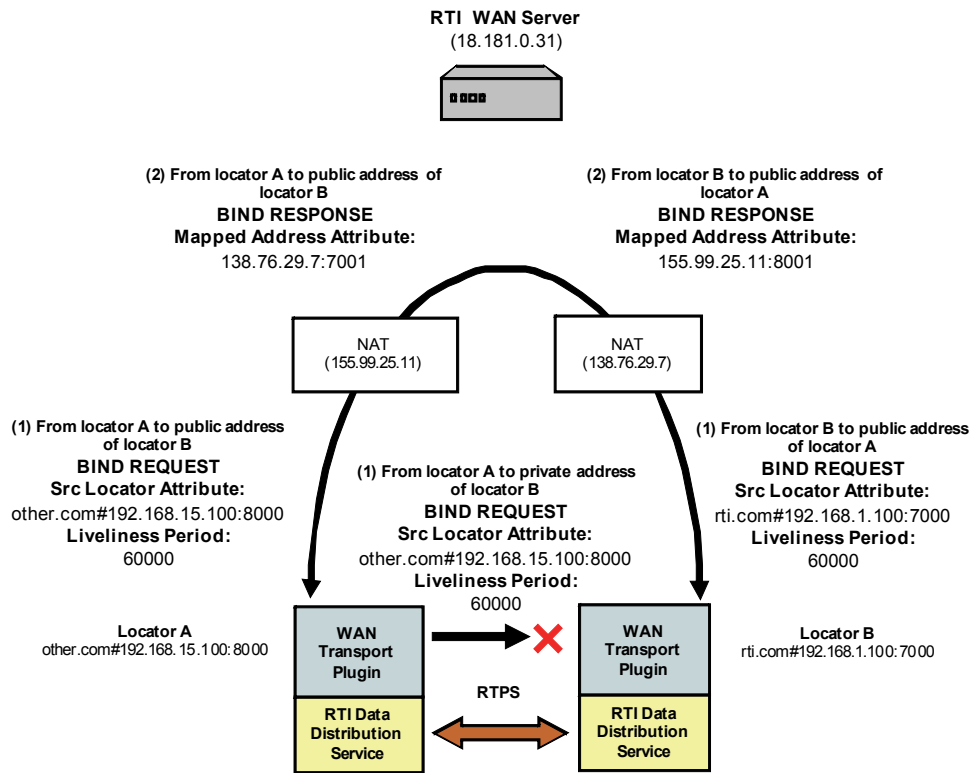 RTI WAN Server
(18.181.0.31)
(2) From locator A to public address of
locator B
BIND RESPONSE
Mapped Address Attribute:
138.76.29.7:7001
(2) From locator B to public address of
locator A
BIND RESPONSE
Mapped Address Attribute:
155.99.25.11:8001
NAT
(155.99.25.11)
NAT
(138.76.29.7)
(1) From locator A to public address
of locator B
BIND REQUEST
Src Locator Attribute:
other.com#192.168.15.100:8000
Liveliness Period:
60000
(1) From locator A to private address
of locator B
BIND REQUEST
Src Locator Attribute:
other.com#192.168.15.100:8000
Liveliness Period:
60000
(1) From locator B to public address
of locator A
BIND REQUEST
Src Locator Attribute:
rti.com#192.168.1.100:7000
Liveliness Period:
60000
Locator A
other.com#192.168.15.100:8000
WAN
Transport
Plugin
WAN
Transport
Plugin
Locator B
rti.com#192.168.1.100:7000
RTPS
RTI Data
Distribution
Service
RTI Data
Distribution
Service